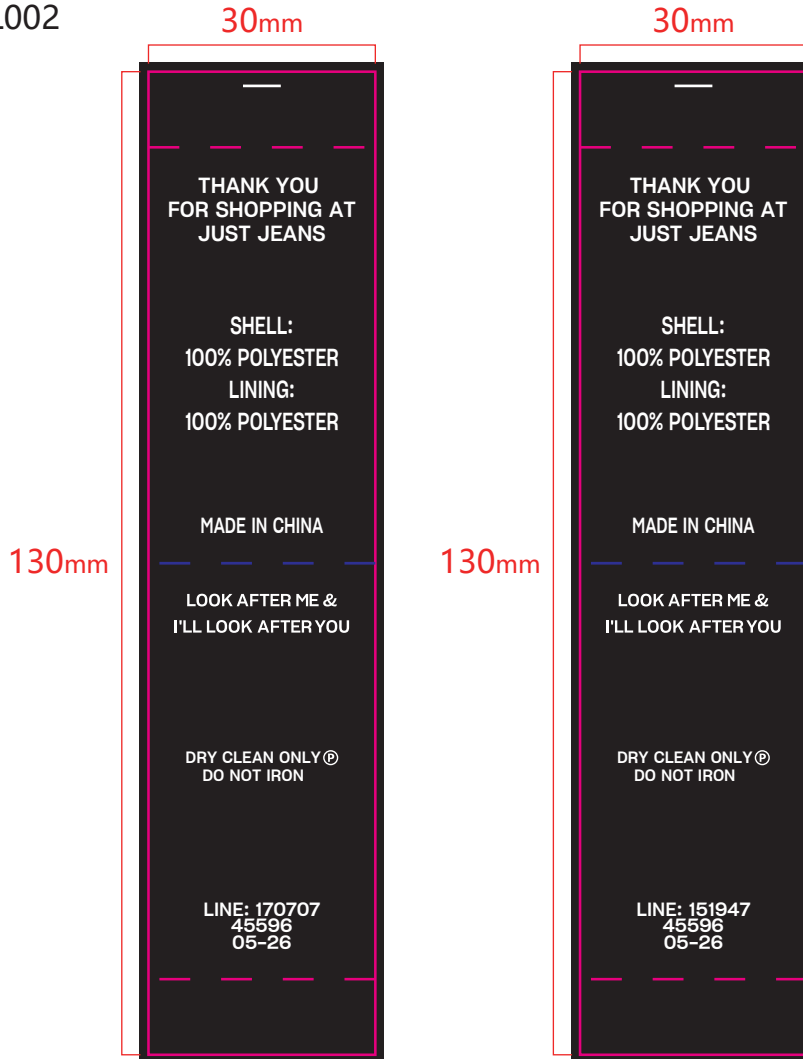 L002
30mm
130mm
THANK YOU
FOR SHOPPING AT
JUST JEANS
SHELL:
100% POLYESTER
LINING:
100% POLYESTER
MADE IN CHINA
LOOK AFTER ME &
I'LL LOOK AFTER YOU
DRY CLEAN ONLY Ⓟ
DO NOT IRON
LINE: 170707
45596
05-26
30mm
130mm
THANK YOU
FOR SHOPPING AT
JUST JEANS
SHELL:
100% POLYESTER
LINING:
100% POLYESTER
MADE IN CHINA
LOOK AFTER ME &
I'LL LOOK AFTER YOU
DRY CLEAN ONLY Ⓟ
DO NOT IRON
LINE: 151947
45596
05-26